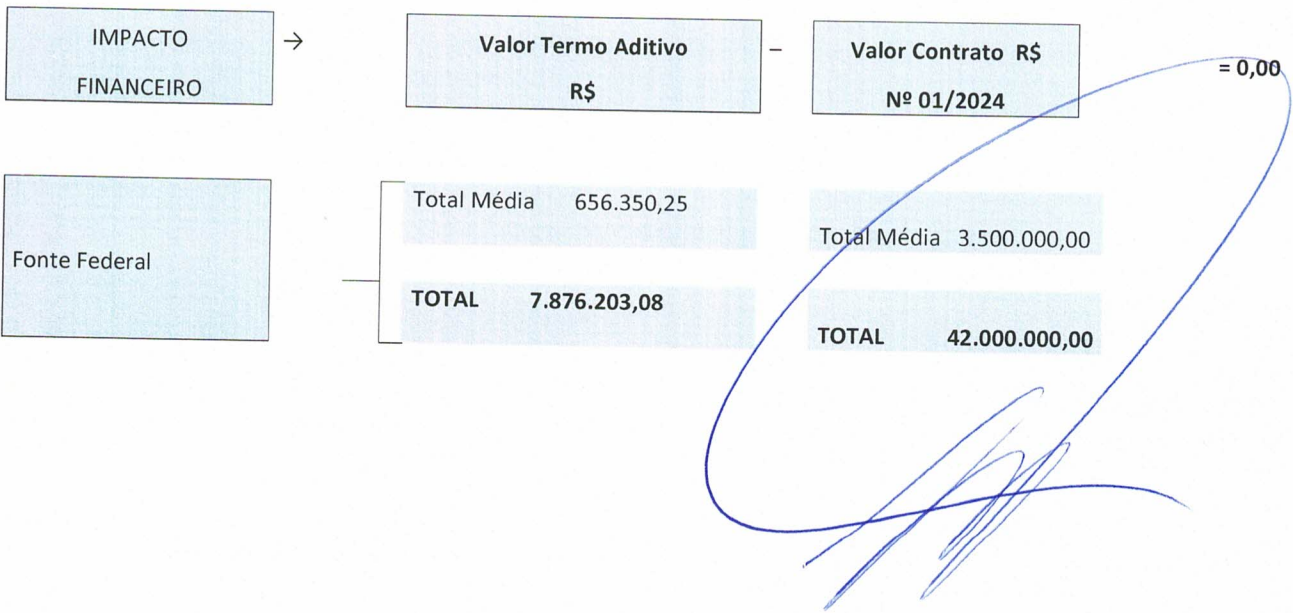 IMPACTO
FINANCEIRO
→
Valor Termo Aditivo
R$
–
Valor Contrato R$
Nº 01/2024
= 0,00
Fonte Federal
Total Média 656.350,25
TOTAL 7.876.203,08
Total Média 3.500.000,00
TOTAL 42.000.000,00